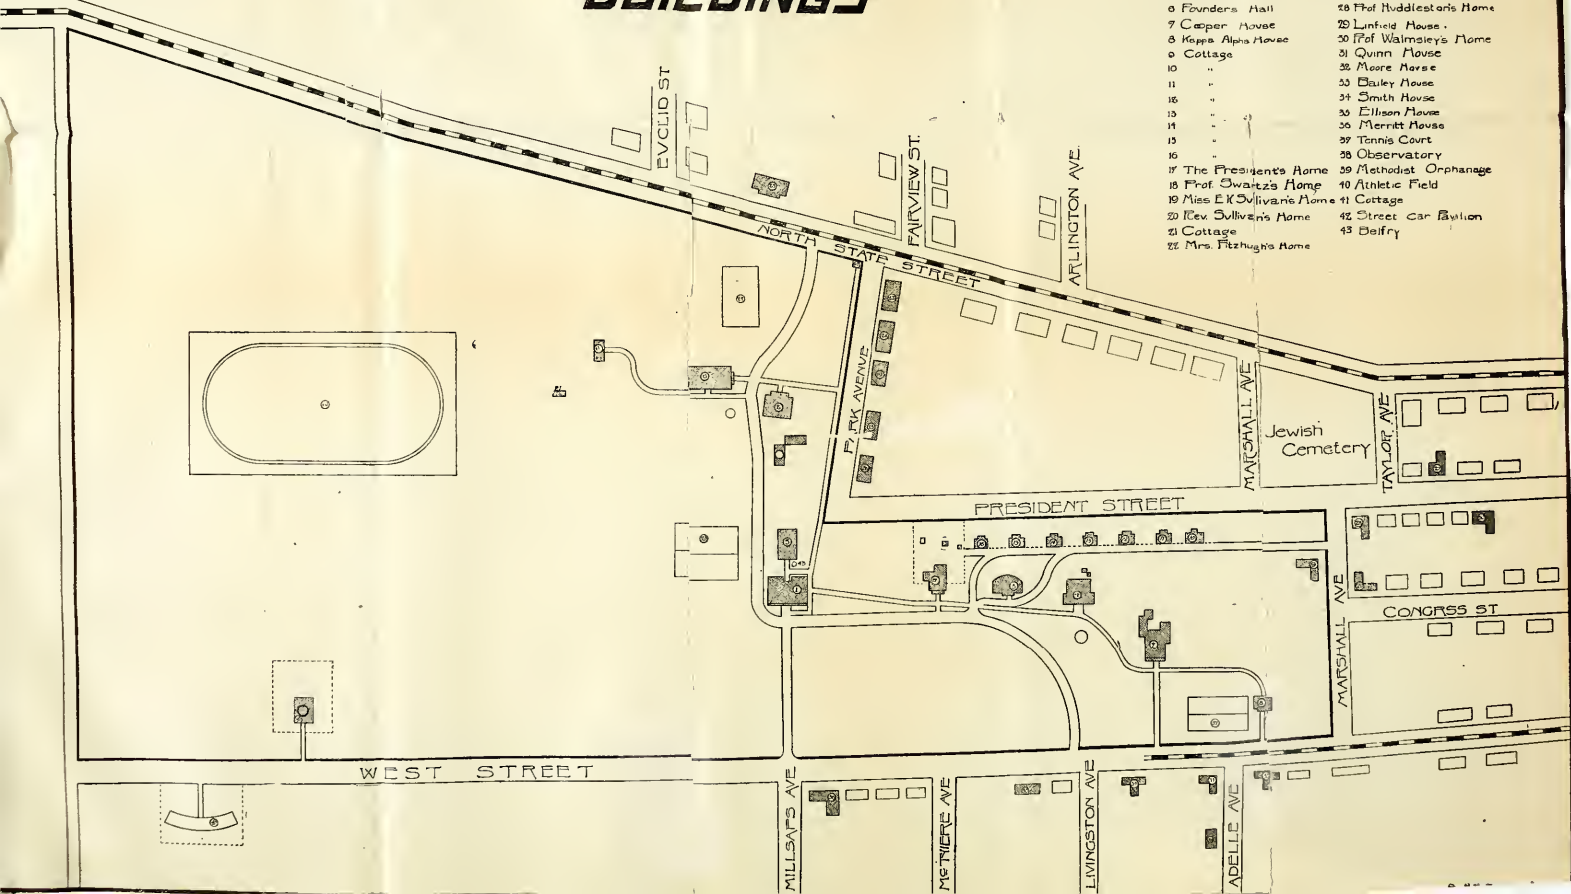 BUILDINGS
6 Founders Hall
7 Cooper House
8 Kappa Alpha House
9 Cottage
10 "
11 "
12 "
13 "
14 "
15 "
16 "
17 The President's Home
18 Prof. Swartz's Home
19 Miss E K Sullivan's Home
20 Rev. Sullivan's Home
21 Cottage
22 Mrs. Fitzhugh's Home
28 Prof Huddleston's Home
29 Linfield House.
30 Prof Walmsley's Home
31 Quinn House
32 Moore House
33 Bailey House
34 Smith House
35 Ellison House
36 Merritt House
37 Tennis Court
38 Observatory
39 Methodist Orphanage
40 Athletic Field
41 Cottage
42 Street Car Pavilion
43 Belfry
EUCLID ST
FAIRVIEW ST.
ARLINGTON AVE.
NORTH STATE STREET
PARK AVENUE
MARSHALL AVE
Jewish
Cemetery
TAYLOR AVE
PRESIDENT STREET
MARSHALL AVE
CONGRSS ST
WEST STREET
MILLSAPS AVE
McTHIERE AVE
LIVINGSTON AVE
ADELLE AVE